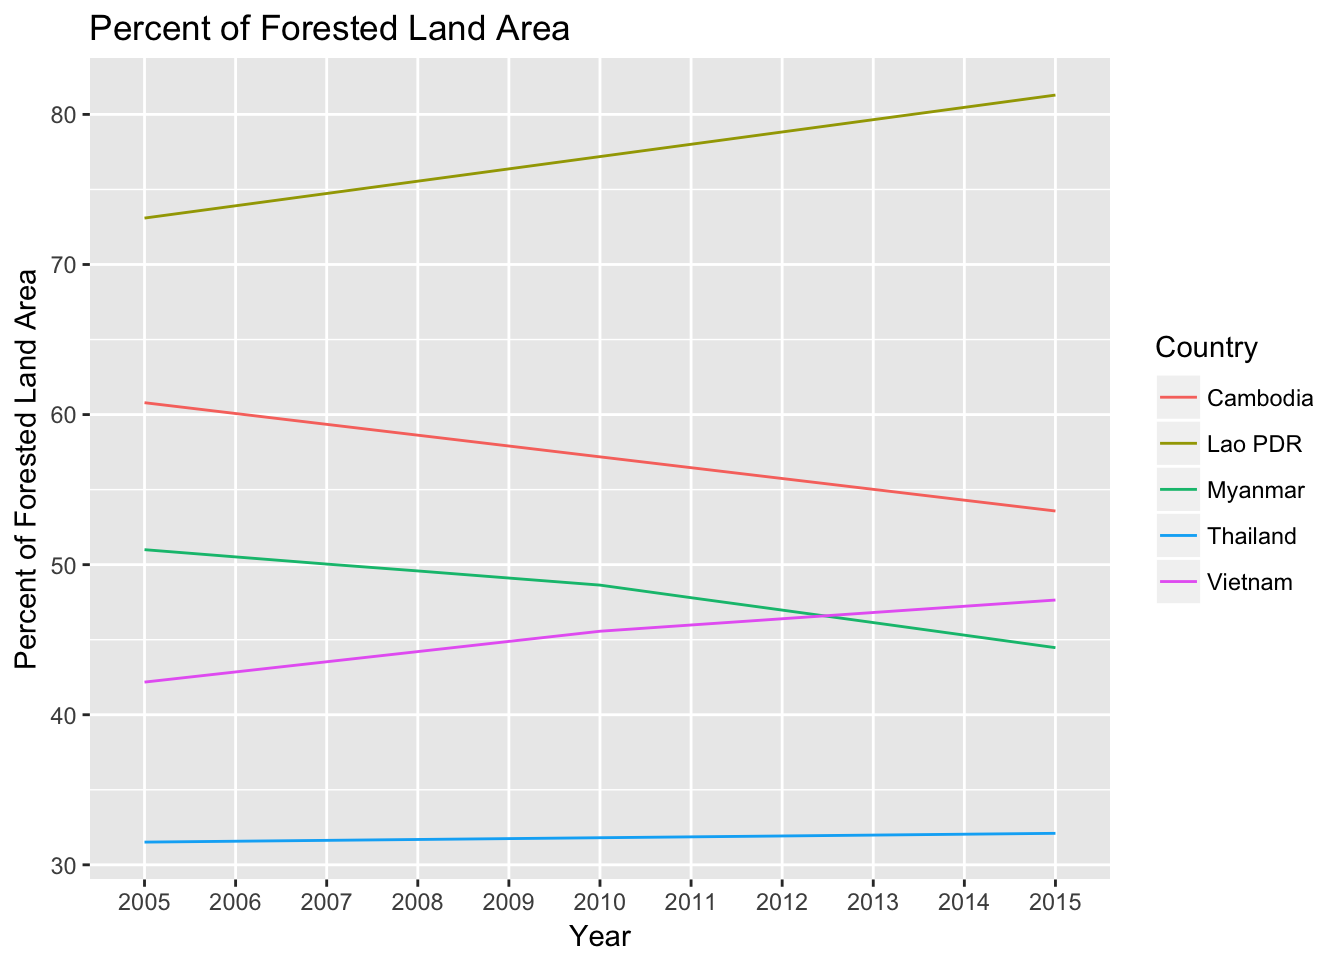 Percent of Forested Land Area
Percent of Forested Land Area
80
70
60
50
40
30
2005 2006 2007 2008 2009 2010 2011 2012 2013 2014 2015
Year
Country
Cambodia
Lao PDR
Myanmar
Thailand
Vietnam